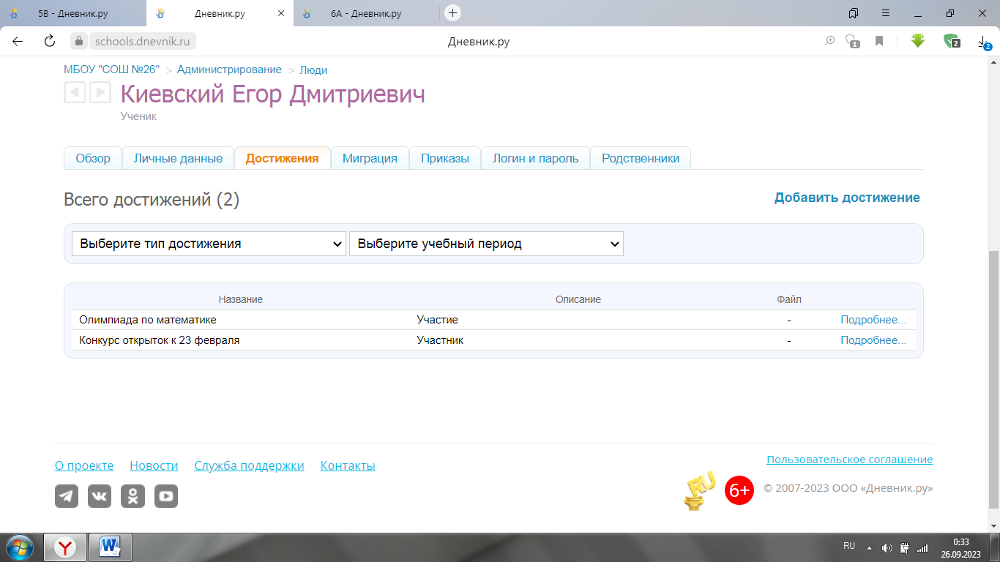 5В - Дневник.ру
Дневник.ру
6А - Дневник.ру
schools.dnevnik.ru
Дневник.ру
1
2
2
МБОУ "СОШ №26" > Администрирование > Люди
Киевский Егор Дмитриевич
Ученик
Обзор Личные данные Достижения Миграция Приказы Логин и пароль Родственники
Всего достижений (2)
Добавить достижение
Выберите тип достижения
Выберите учебный период
Название Описание Файл
Олимпиада по математике Участие - Подробнее...
Конкурс открыток к 23 февраля Участник - Подробнее...
О проекте Новости Служба поддержки Контакты
Пользовательское соглашение
RU
6+
© 2007-2023 ООО «Дневник.ру»
RU
0:33
26.09.2023